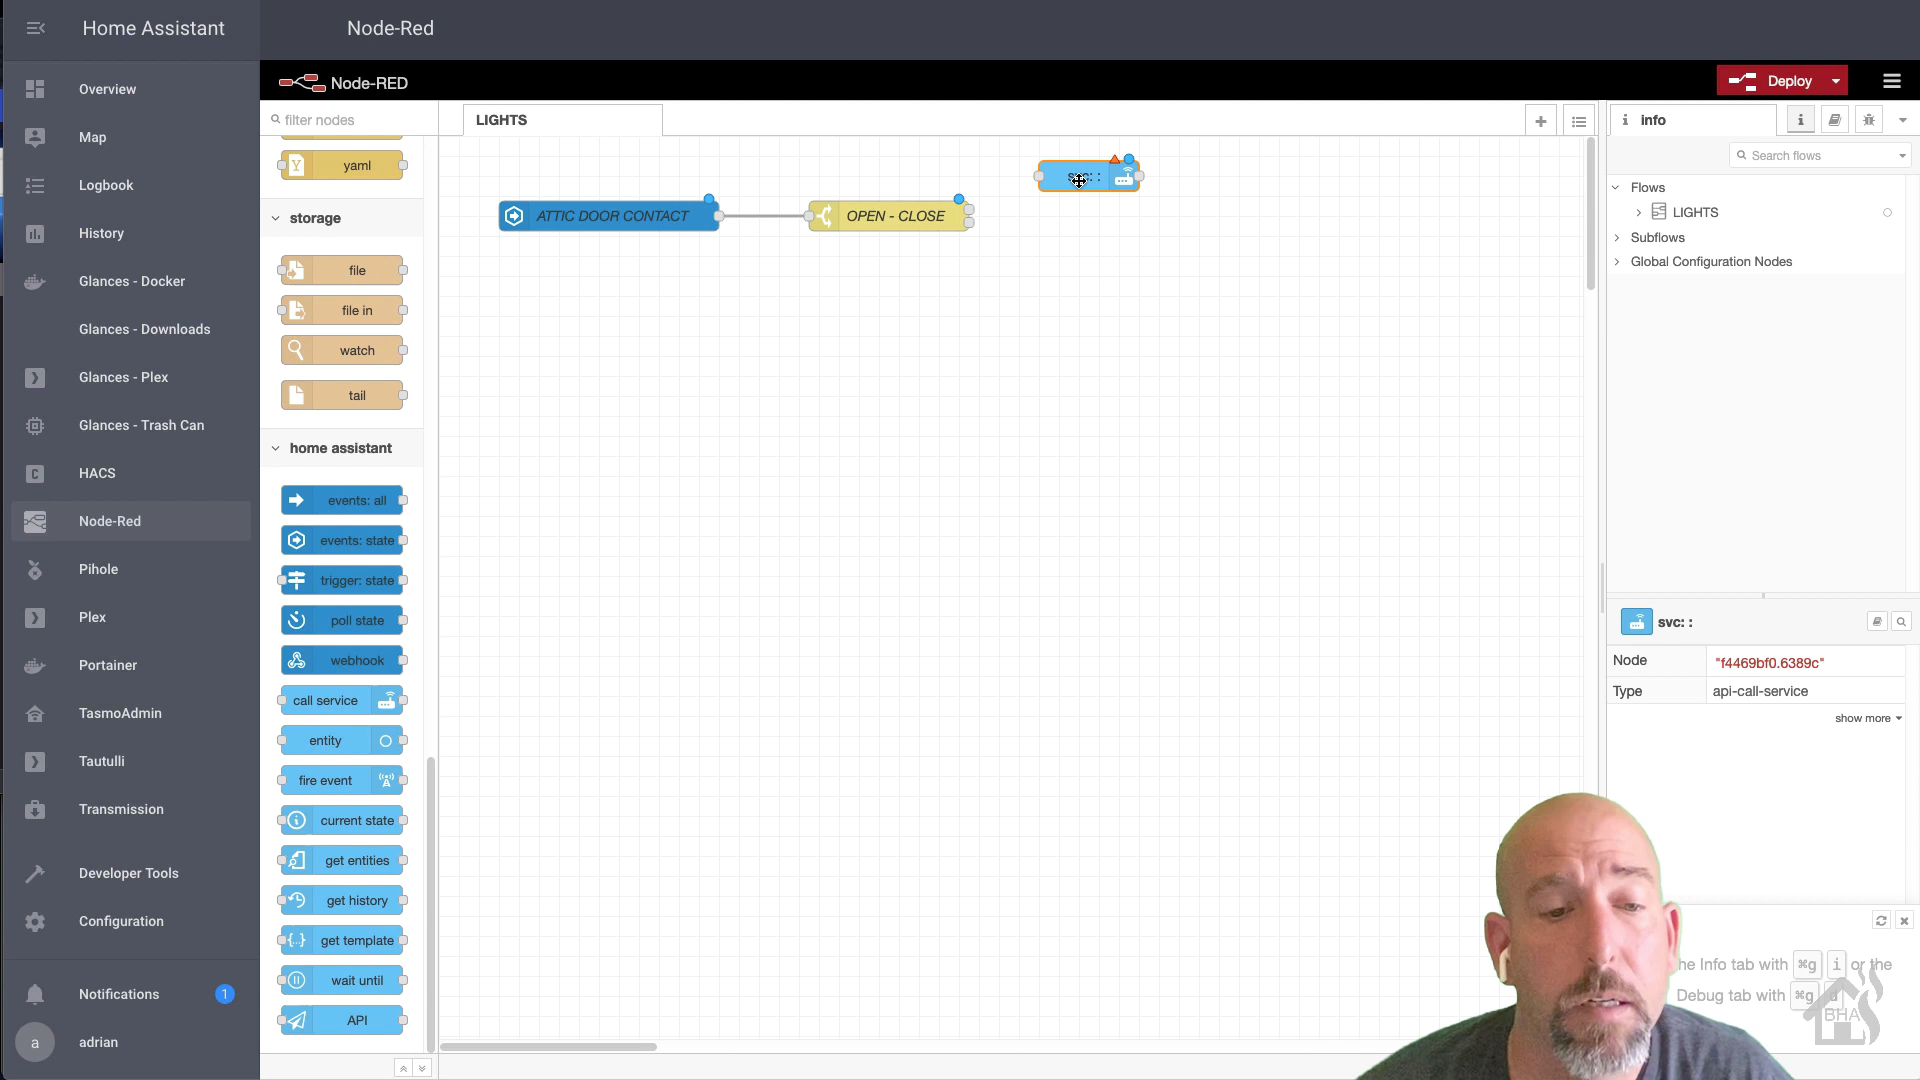 Home Assistant
Node-Red
Overview
Map
Logbook
History
Glances - Docker
Glances - Downloads
Glances - Plex
Glances - Trash Can
HACS
Node-Red
Pihole
Plex
Portainer
TasmoAdmin
Tautulli
Transmission
Developer Tools
Configuration
Notifications 1
a adrian
Node-RED
Deploy
filter nodes
yaml
storage
file
file in
watch
tail
home assistant
events: all
events: state
trigger: state
poll state
webhook
call service
entity
fire event
current state
get entities
get history
get template
wait until
API
LIGHTS
ATTIC DOOR CONTACT
OPEN - CLOSE
i info
Search flows
Flows
LIGHTS
Subflows
Global Configuration Nodes
svc: :
Node "f4469bf0.6389c"
Type api-call-service
show more
he Info tab with ⌘g i or the
Debug tab with ⌘g d
BHA